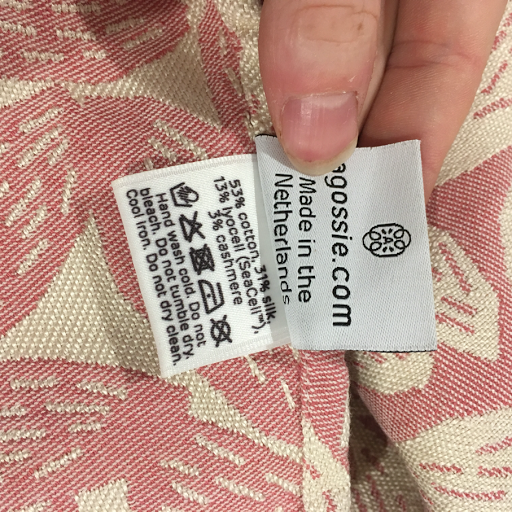 53% cotton, 31% silk,
13% lyocell (SeaCell™),
3% cashmere
Hand wash cold. Do not
bleach. Do not tumble dry.
Cool iron. Do not dry clean.
A
agossie.com
Made in the
Netherlands